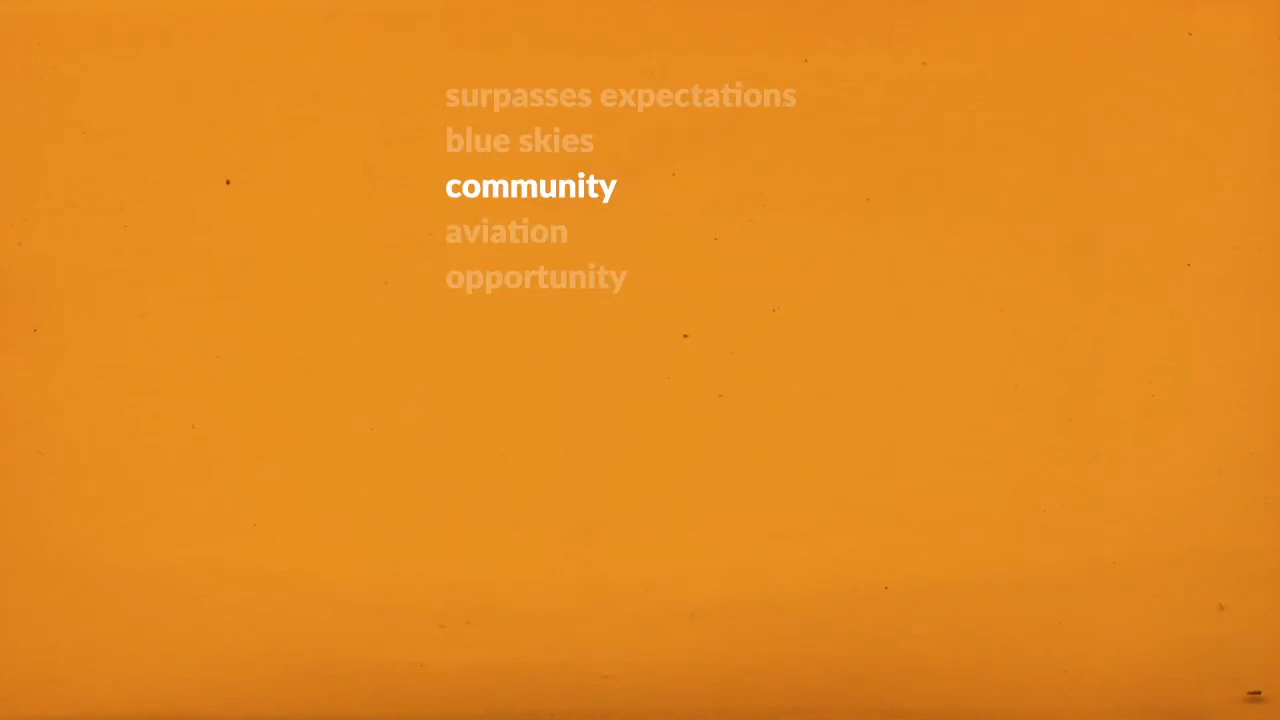 surpasses expectations
blue skies
community
aviation
opportunity